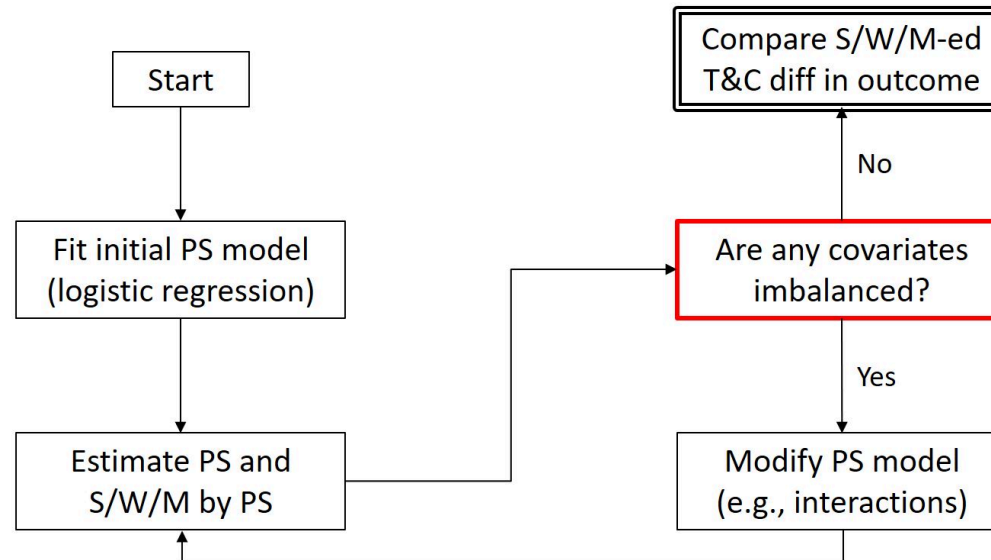 Start
Fit initial PS model
(logistic regression)
Estimate PS and
S/W/M by PS
Compare S/W/M-ed
T&C diff in outcome
No
Are any covariates
imbalanced?
Yes
Modify PS model
(e.g., interactions)